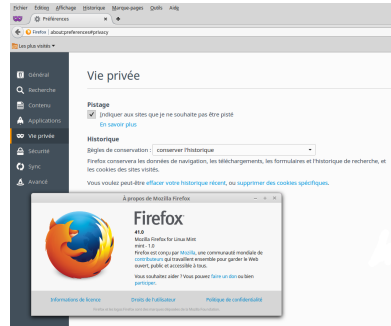 Fichier Édition Affichage Historique Marque-pages Outils Aide
Préférences
Firefox about:preferences#privacy
Les plus visités
Général
Recherche
Contenu
Applications
Vie privée
Sécurité
Sync
Avancé
Vie privée
Pistage
Indiquer aux sites que je ne souhaite pas être pisté
En savoir plus
Historique
Règles de conservation : conserver l'historique
Firefox conservera les données de navigation, les téléchargements, les formulaires et l'historique de recherche, et
les cookies des sites visités.
Vous voulez peut-être effacer votre historique récent, ou supprimer des cookies spécifiques.
À propos de Mozilla Firefox
Firefox
41.0
Mozilla Firefox for Linux Mint
mint - 1.0
Firefox est conçu par Mozilla, une communauté mondiale de
contributeurs qui travaillent ensemble pour garder le Web
ouvert, public et accessible à tous.
Vous souhaitez aider ? Vous pouvez faire un don ou bien
participer.
Informations de licence Droits de l'utilisateur Politique de confidentialité